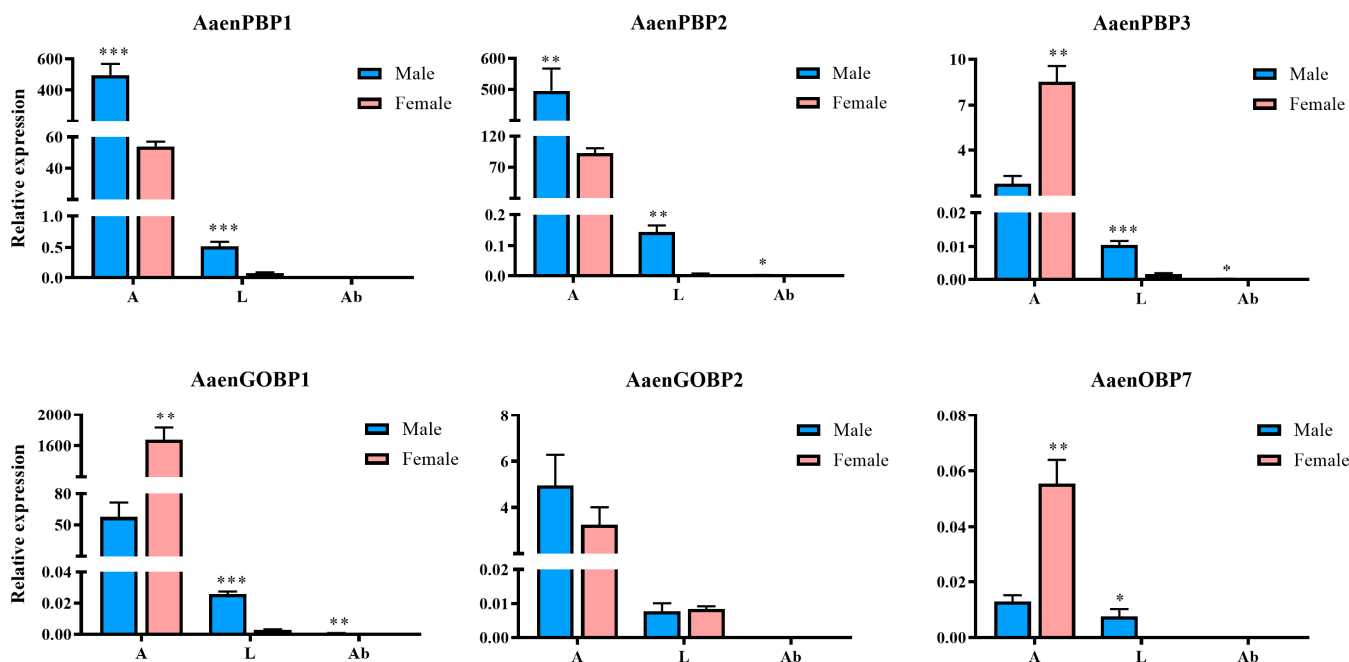 AaenPBP1
AaenPBP2
AaenPBP3
Relative expression
600
400
60
40
1.0
0.5
0.0
***
***
A
L
Ab
Male
Female
600
500
120
70
0.2
0.1
0.0
**
**
*
A
L
Ab
Male
Female
10
7
4
0.02
0.01
0.00
**
***
*
A
L
Ab
Male
Female
AaenGOBP1
AaenGOBP2
AaenOBP7
Relative expression
2000
1600
80
50
0.04
0.02
0.00
**
***
**
A
L
Ab
Male
Female
8
6
4
0.02
0.01
0.00
A
L
Ab
Male
Female
0.08
0.06
0.04
0.02
0.00
**
*
A
L
Ab
Male
Female